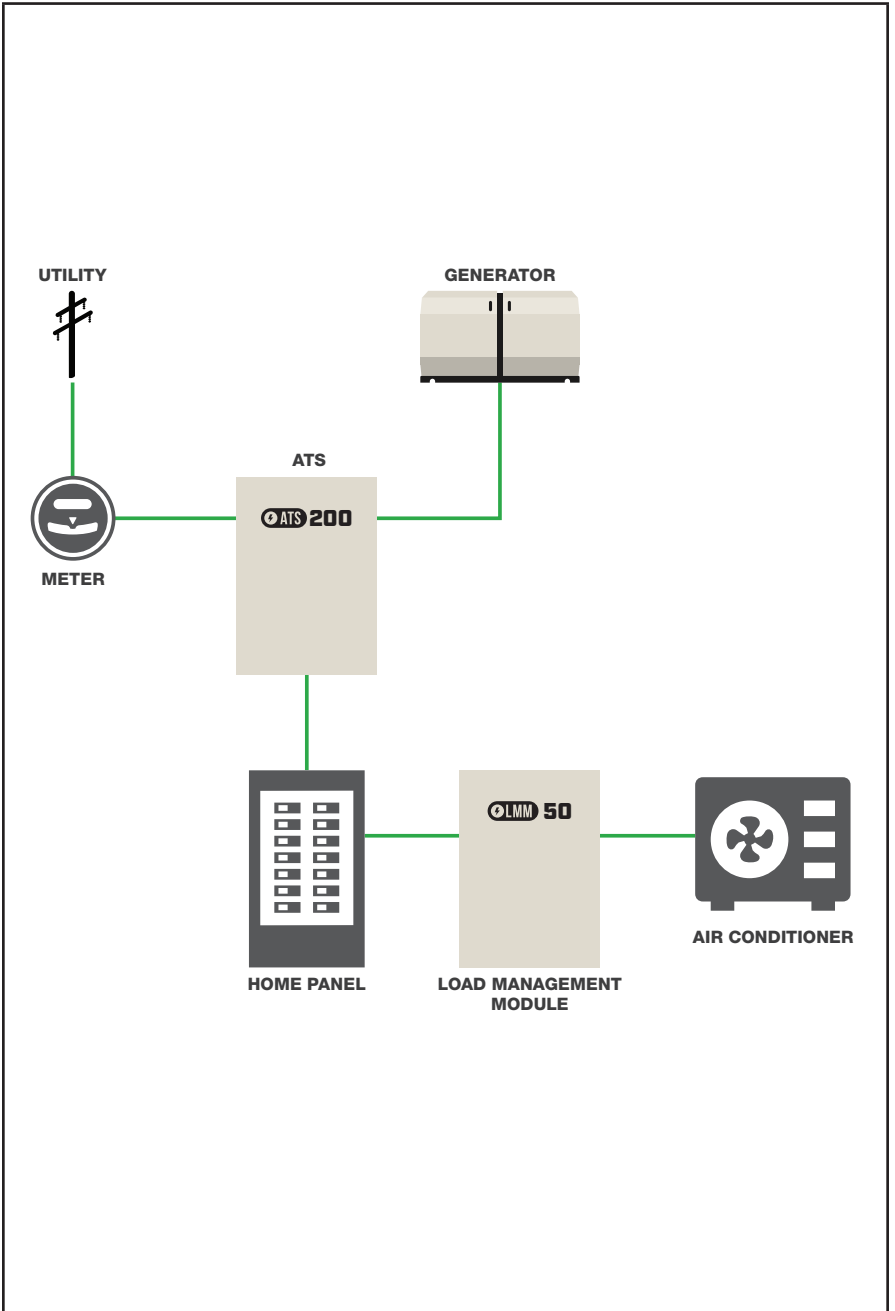 UTILITY
GENERATOR
ATS
ATS 200
METER
LMM 50
AIR CONDITIONER
HOME PANEL
LOAD MANAGEMENT
MODULE